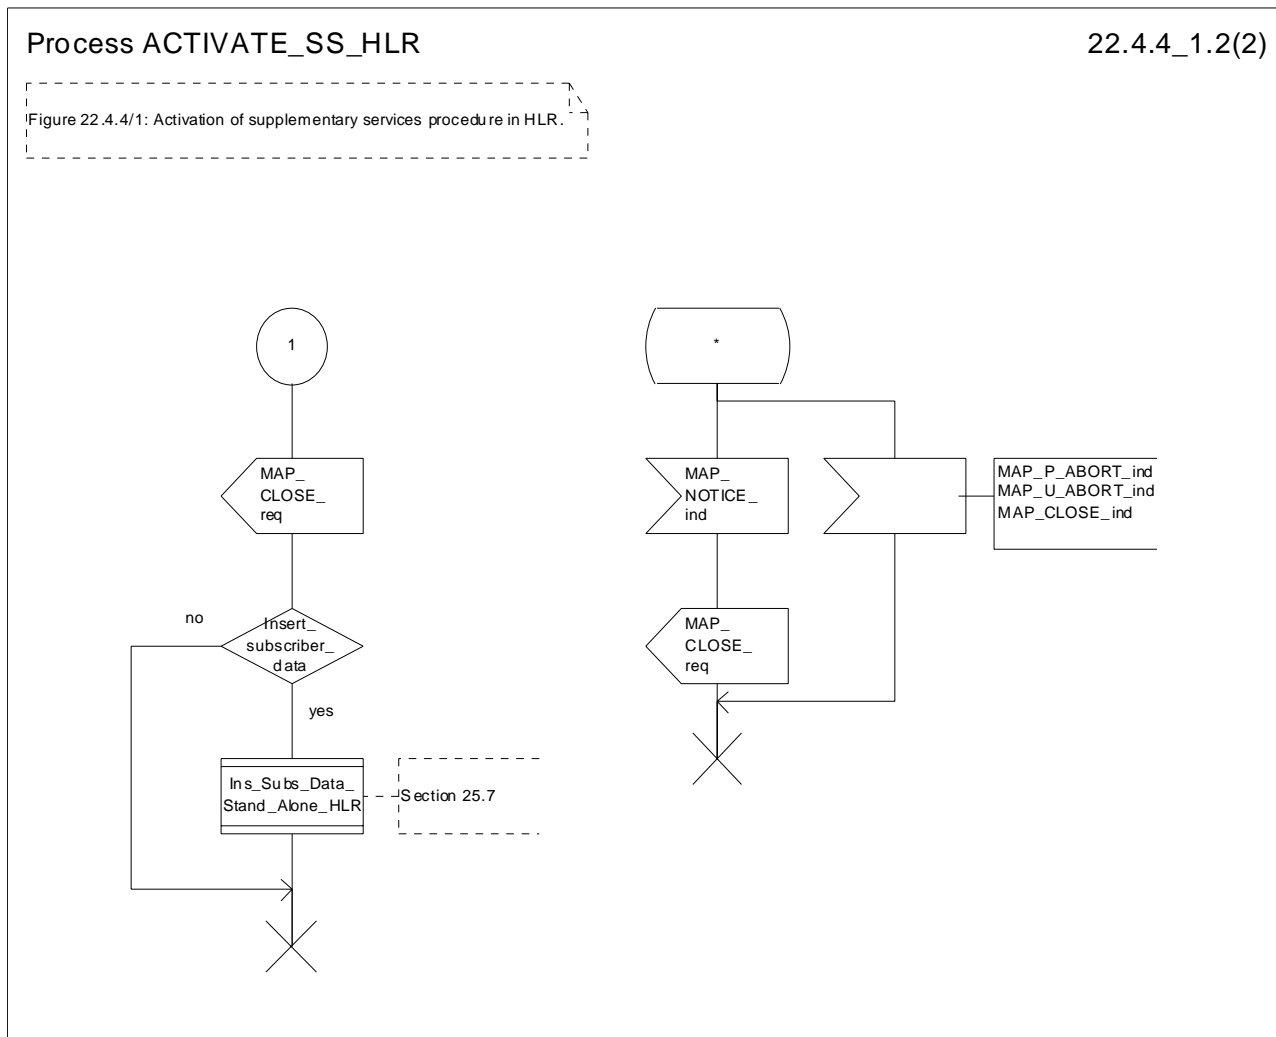 Process ACTIVATE_SS_HLR
22.4.4_1.2(2)
Figure 22.4.4/1: Activation of supplementary services procedure in HLR.
1
MAP_
CLOSE_
req
no
Insert_
subscriber_
data
yes
Ins_Subs_Data_
Stand_Alone_HLR
Section 25.7
*
MAP_
NOTICE_
ind
MAP_P_ABORT_ind
MAP_U_ABORT_ind
MAP_CLOSE_ind
MAP_
CLOSE_
req